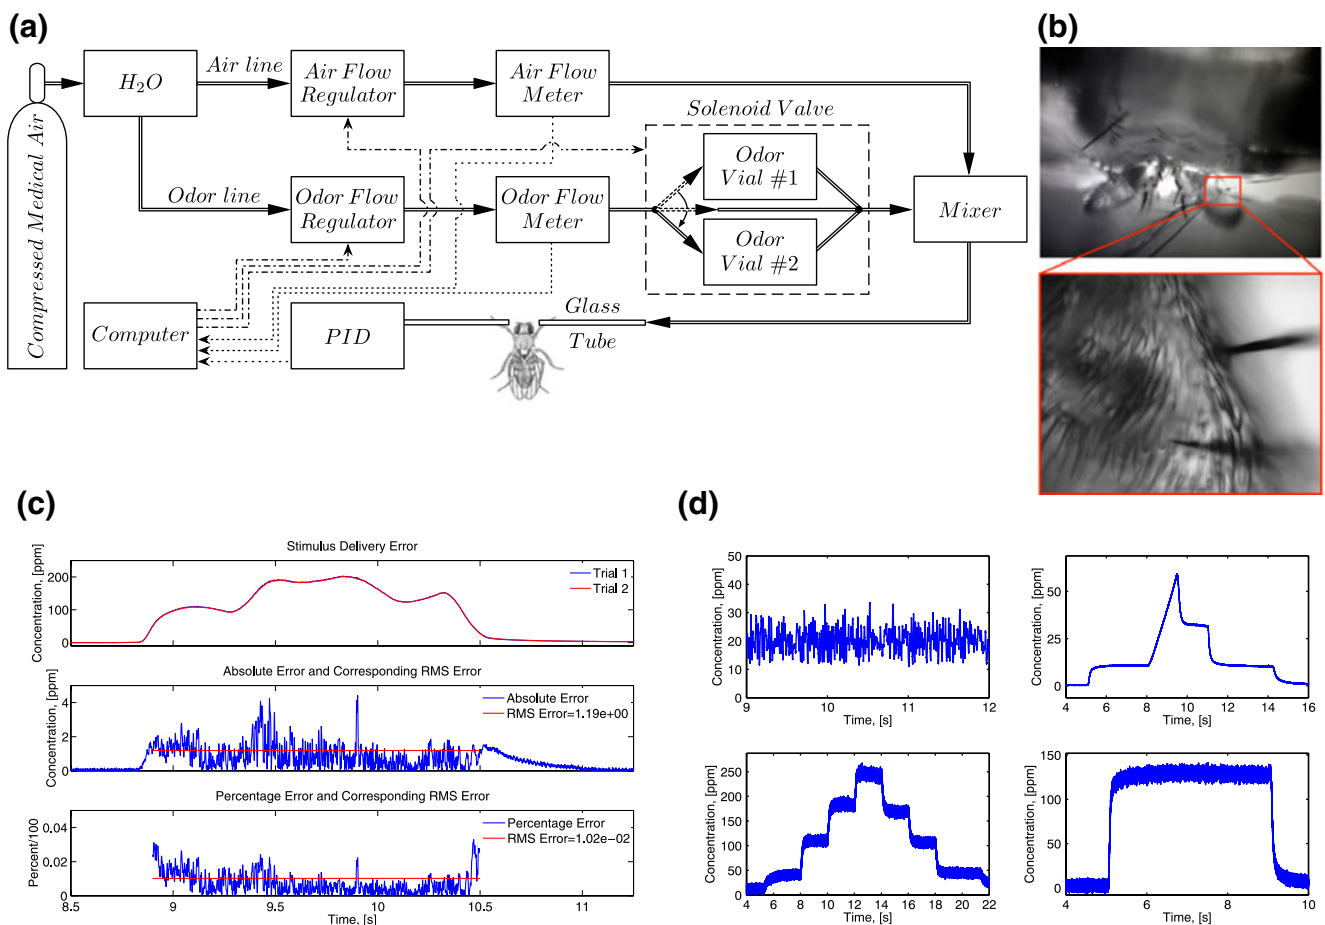 (a)
Compressed Medical Air
H₂O
Air line
Air Flow
Regulator
Air Flow
Meter
Solenoid Valve
Odor
Vial #1
Odor line
Odor Flow
Regulator
Odor Flow
Meter
Odor
Vial #2
Mixer
Computer
PID
Glass
Tube
(b)
(c)
Stimulus Delivery Error
Concentration, [ppm]
200
100
0
Trial 1
Trial 2
Absolute Error and Corresponding RMS Error
Concentration, [ppm]
4
2
0
Absolute Error
RMS Error=1.19e+00
Percentage Error and Corresponding RMS Error
Percent/100
0.04
0.02
0
Percentage Error
RMS Error=1.02e−02
8.5 9 9.5 10 10.5 11
Time, [s]
(d)
Concentration, [ppm]
50
40
30
20
10
0
9 10 11 12
Time, [s]
Concentration, [ppm]
50
25
0
4 6 8 10 12 14 16
Time, [s]
Concentration, [ppm]
250
200
150
100
50
0
4 6 8 10 12 14 16 18 20 22
Time, [s]
Concentration, [ppm]
150
100
50
0
4 6 8 10
Time, [s]